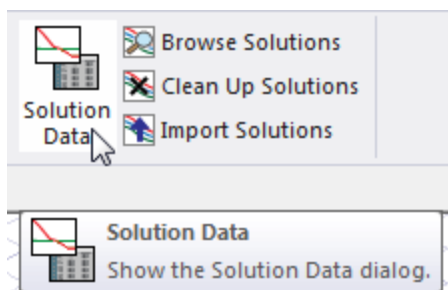 Solution
Data
Browse Solutions
Clean Up Solutions
Import Solutions
Solution Data
Show the Solution Data dialog.